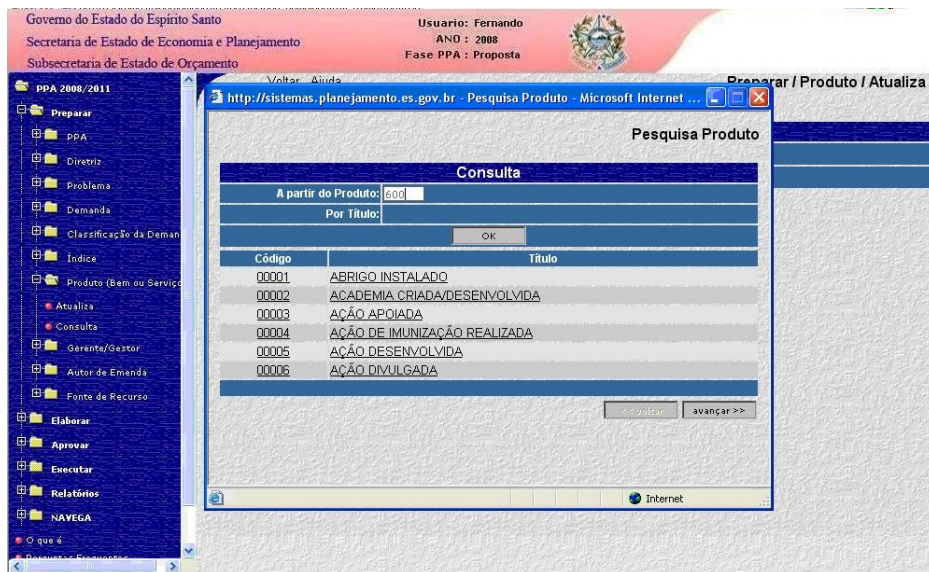 Governo do Estado do Espírito Santo
Secretaria de Estado de Economia e Planejamento
Subsecretaria de Estado de Orçamento
Usuario: Fernando
ANO : 2008
Fase PPA : Proposta
Voltar Ajuda
Preparar / Produto / Atualiza
PPA 2008/2011
Preparar
PPA
Diretriz
Problema
Demanda
Classificação da Deman
Índice
Produto (Bem ou Serviço
Atualiza
Consulta
Gerente/Gestor
Autor de Emenda
Fonte de Recurso
Elaborar
Aprovar
Executar
Relatórios
NAVEGA
O que é
Perguntas Frequentes
http://sistemas.planejamento.es.gov.br - Pesquisa Produto - Microsoft Internet ...
Pesquisa Produto
Consulta
A partir do Produto: 600
Por Título:
OK
Código Título
00001 ABRIGO INSTALADO
00002 ACADEMIA CRIADA/DESENVOLVIDA
00003 AÇÃO APOIADA
00004 AÇÃO DE IMUNIZAÇÃO REALIZADA
00005 AÇÃO DESENVOLVIDA
00006 AÇÃO DIVULGADA
<< voltar avançar >>
Internet